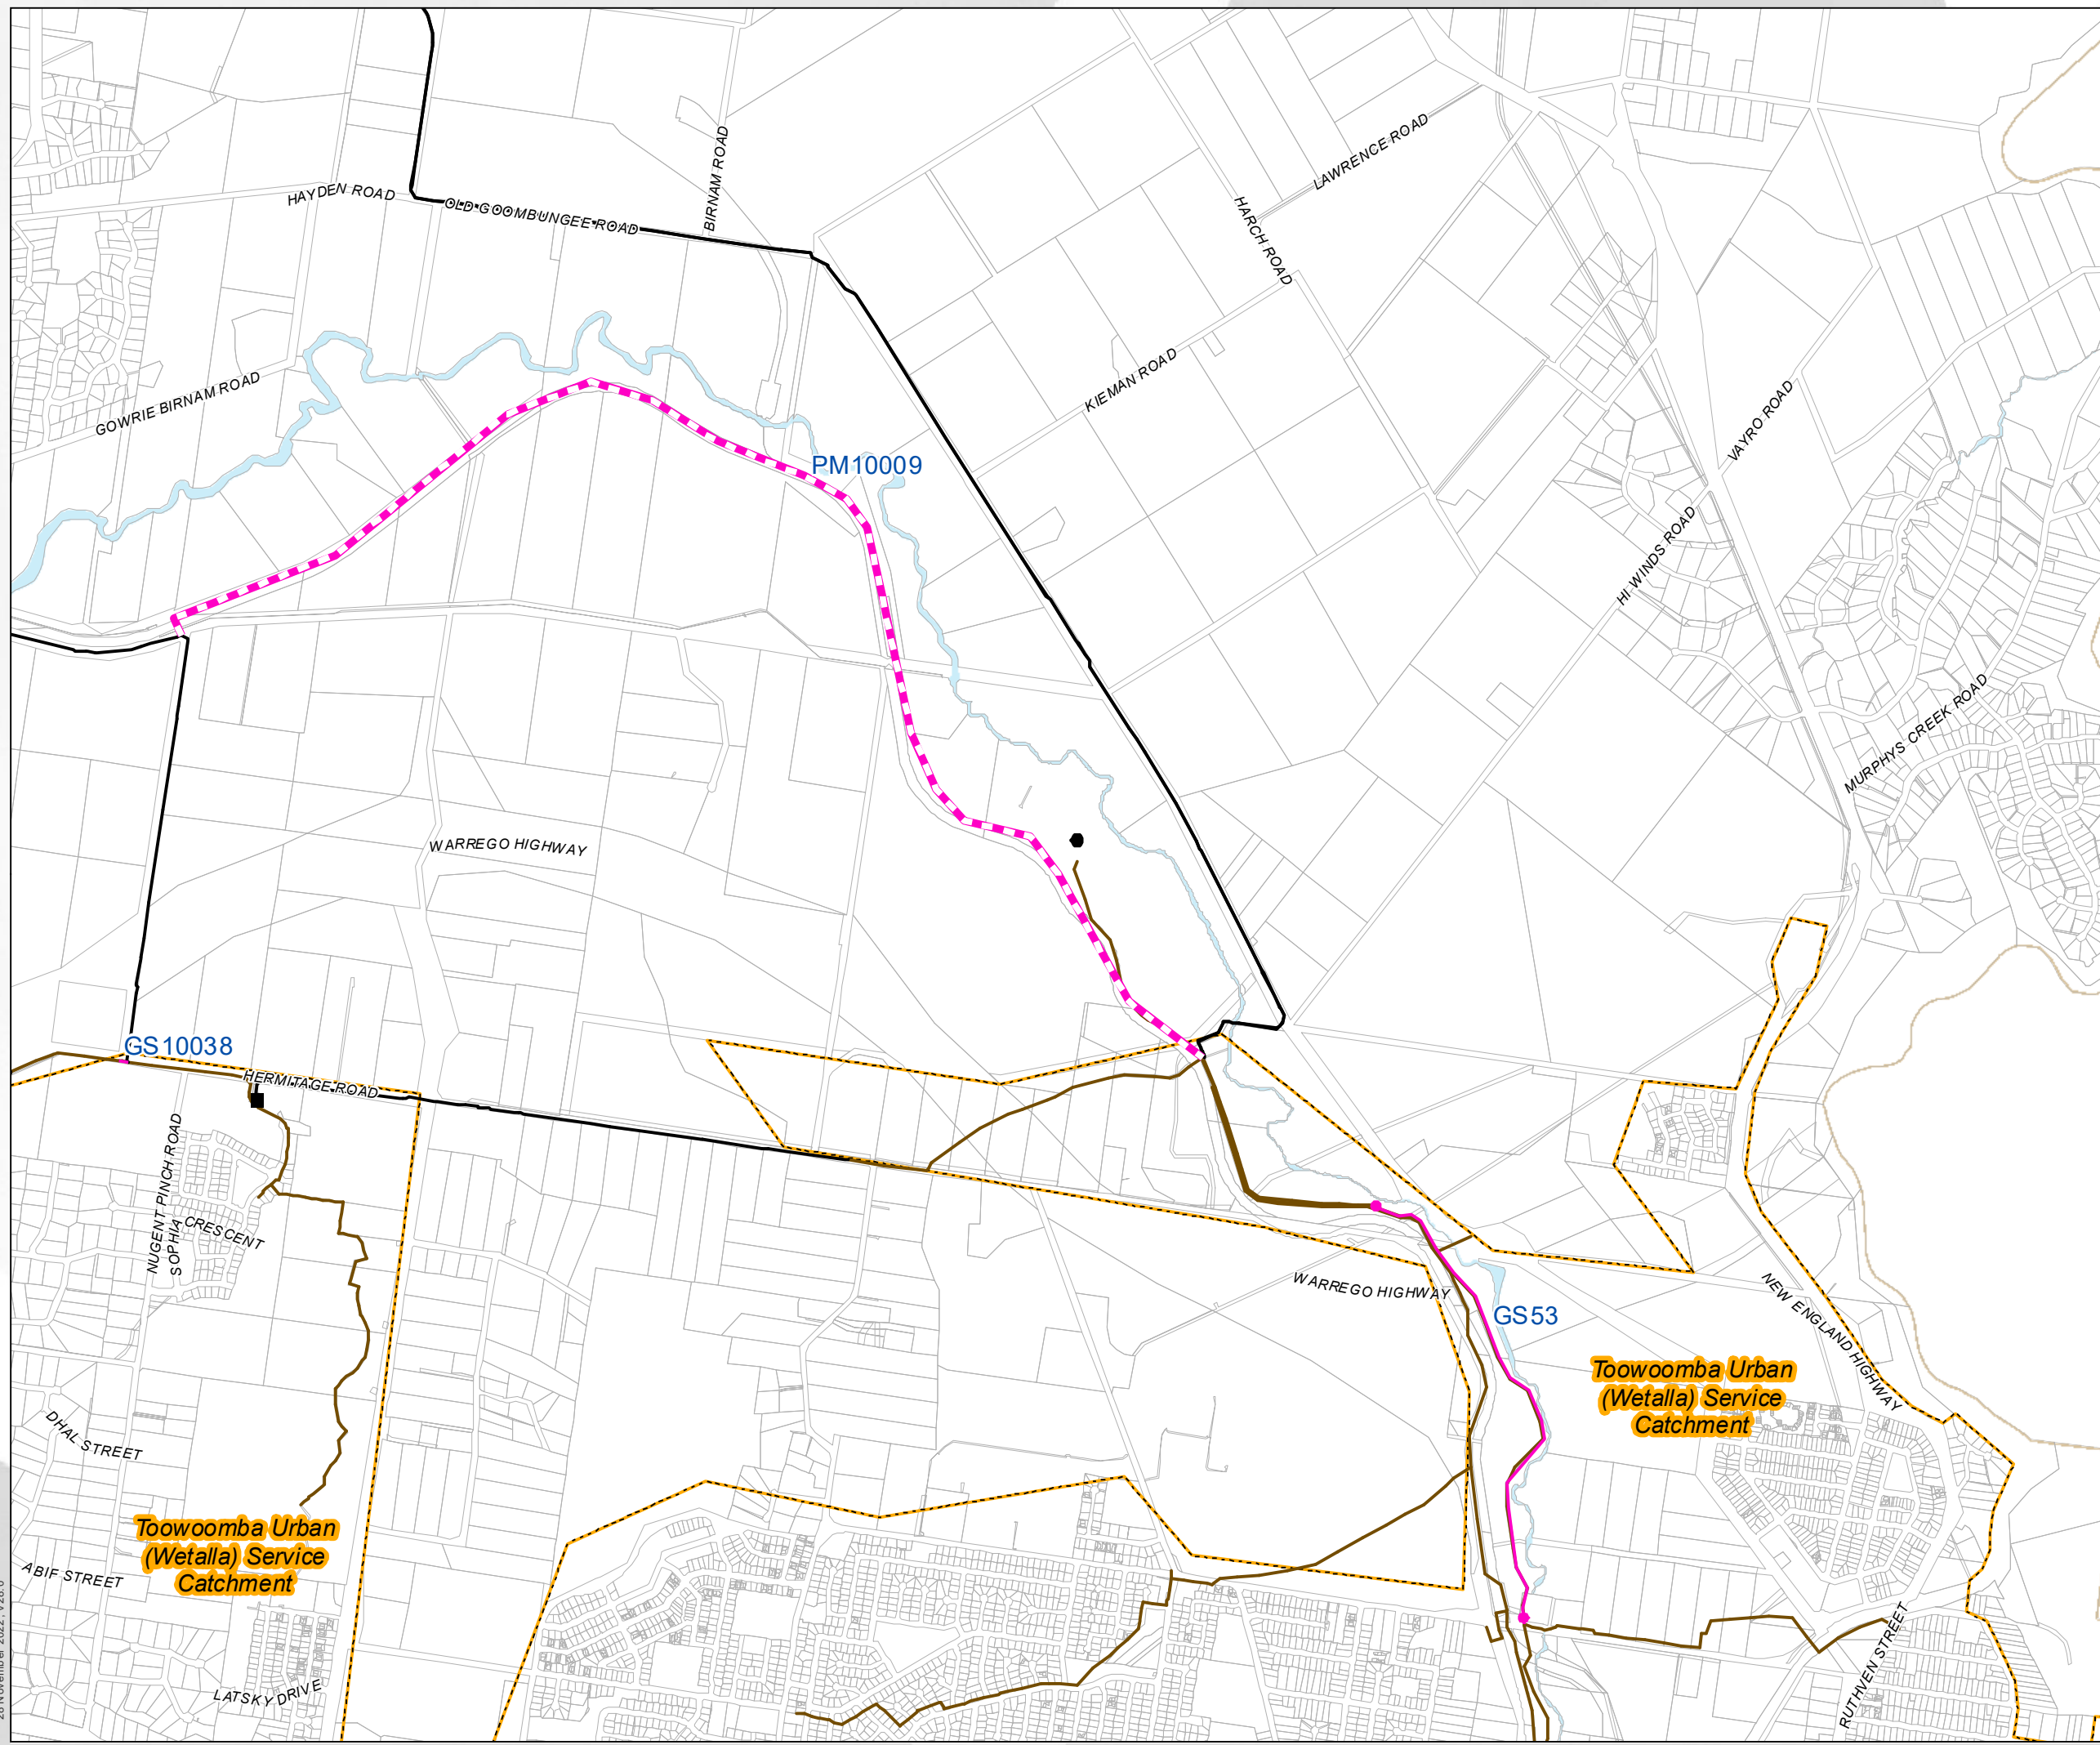 BIRNAM ROAD
LAWRENCE ROAD
HAYDEN ROAD
OLD GOOMBUNGEE ROAD
HARCH ROAD
KIEMAN ROAD
GOWRIE BIRNAM ROAD
VAYRO ROAD
PM10009
HI WINDS ROAD
MURPHYS CREEK ROAD
WARREGO HIGHWAY
GS10038
HERMITAGE ROAD
NUGENT PINCH ROAD
SOPHIA
CRESCENT
WARREGO HIGHWAY
NEW ENGLAND HIGHWAY
GS53
Toowoomba Urban
(Wetalla) Service
Catchment
DHAL STREET
Toowoomba Urban
(Wetalla) Service
Catchment
ABIF STREET
RUTHVEN STREET
LATSKY DRIVE
November 2022